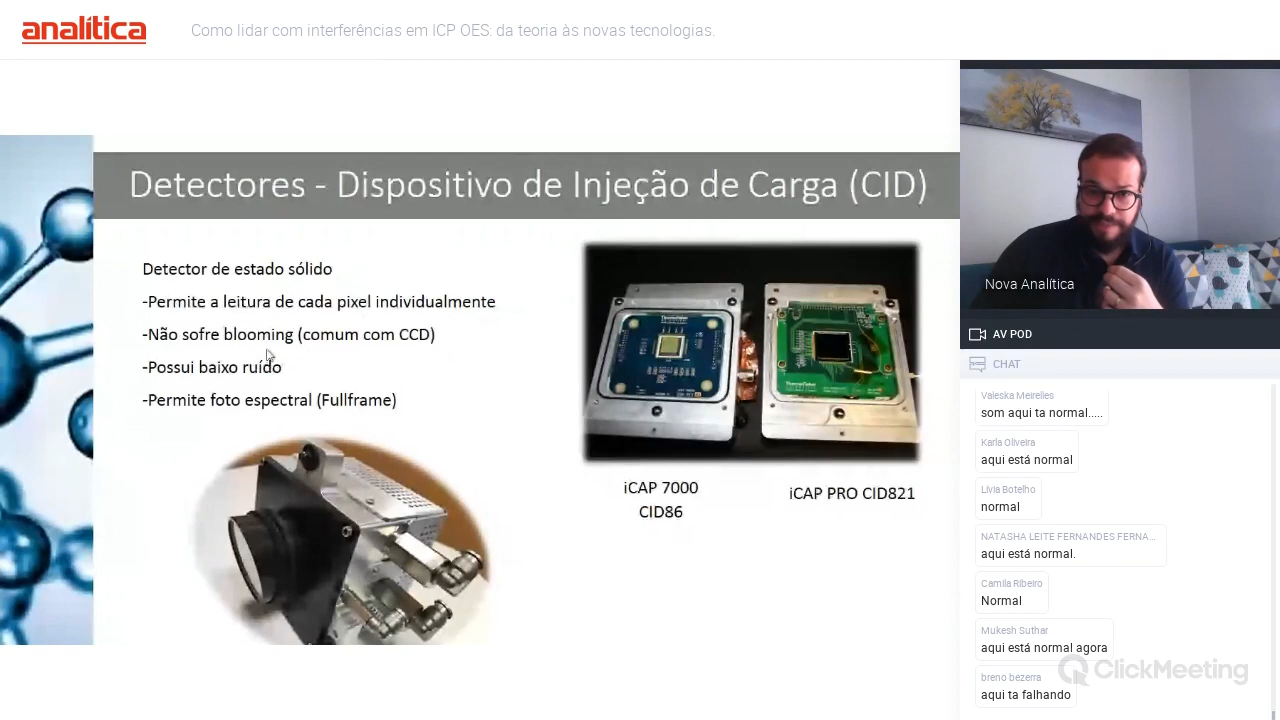 analítica
Como lidar com interferências em ICP OES: da teoria às novas tecnologias.
Detectores - Dispositivo de Injeção de Carga (CID)
Detector de estado sólido
-Permite a leitura de cada pixel individualmente
-Não sofre blooming (comum com CCD)
-Possui baixo ruído
-Permite foto espectral (Fullframe)
iCAP 7000
CID86
iCAP PRO CID821
Nova Analítica
AV POD
CHAT
Valeska Meirelles
som aqui ta normal.....
Karla Oliveira
aqui está normal
Lívia Botelho
normal
NATASHA LEITE FERNANDES FERNA...
aqui está normal.
Camila Ribeiro
Normal
Mukesh Suthar
aqui está normal agora
breno bezerra
aqui ta falhando
ClickMeeting